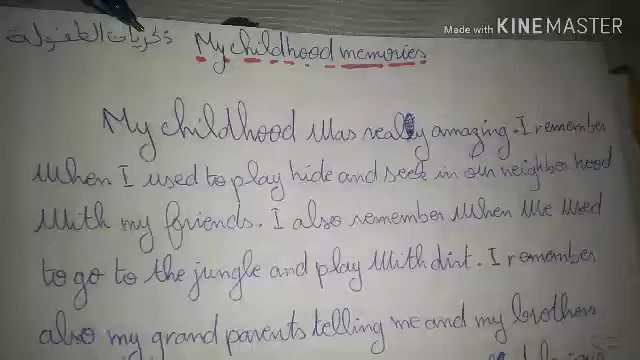 Made with KINEMASTER
ذكريات الطفولة My childhood memories
My childhood was really amazing. I remember
when I used to play hide and seek in our neighborhood
with my friends. I also remember when we used
to go to the jungle and play with dirt. I remember
also my grand parents telling me and my brothers